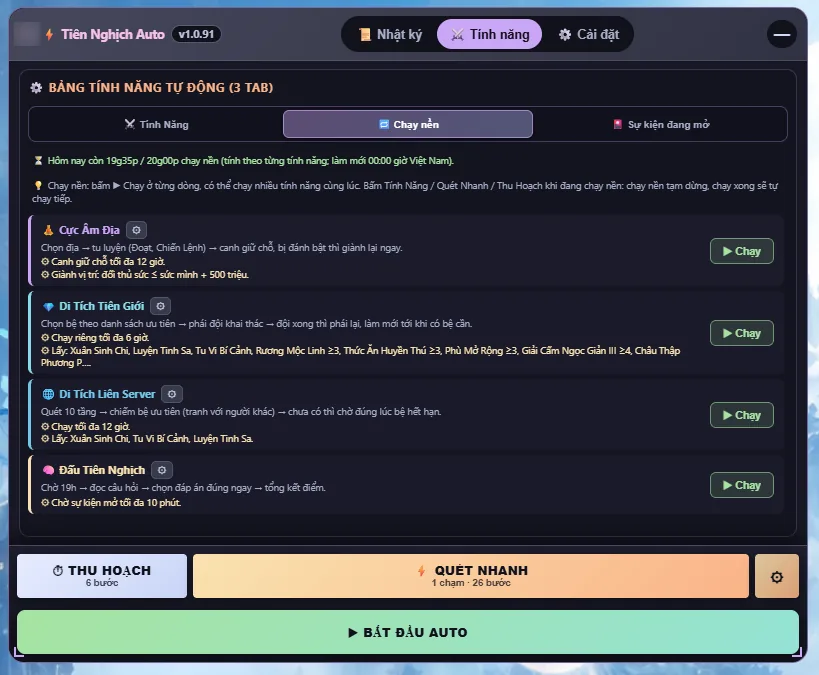 Tiên Nghịch Auto v1.0.91
Nhật ký
Tính năng
Cài đặt
BẢNG TÍNH NĂNG TỰ ĐỘNG (3 TAB)
Tính Năng
Chạy nền
Sự kiện đang mở
Hôm nay còn 19g35p / 20g00p chạy nền (tính theo từng tính năng; làm mới 00:00 giờ Việt Nam).
Chạy nền: bấm ▶ Chạy ở từng dòng, có thể chạy nhiều tính năng cùng lúc. Bấm Tính Năng / Quét Nhanh / Thu Hoạch khi đang chạy nền: chạy nền tạm dừng, chạy xong sẽ tự
chạy tiếp.
Cực Âm Địa
Chọn địa → tu luyện (Đoạt, Chiến Lệnh) → canh giữ chỗ, bị đánh bật thì giành lại ngay.
Canh giữ chỗ tối đa 12 giờ.
Giành vị trí: đối thủ sức ≤ sức mình + 500 triệu.
▶ Chạy
Di Tích Tiên Giới
Chọn bệ theo danh sách ưu tiên → phái đội khai thác → đội xong thì phái lại, làm mới tới khi có bệ cần.
Chạy riêng tối đa 6 giờ.
Lấy: Xuân Sinh Chi, Luyện Tinh Sa, Tu Vi Bí Cảnh, Rương Mộc Linh ≥3, Thức Ăn Huyền Thú ≥3, Phù Mở Rộng ≥3, Giải Cấm Ngọc Giản III ≥4, Châu Thập
Phương P....
▶ Chạy
Di Tích Liên Server
Quét 10 tầng → chiếm bệ ưu tiên (tranh với người khác) → chưa có thì chờ đúng lúc bệ hết hạn.
Chạy tối đa 12 giờ.
Lấy: Xuân Sinh Chi, Tu Vi Bí Cảnh, Luyện Tinh Sa.
▶ Chạy
Đấu Tiên Nghịch
Chờ 19h → đọc câu hỏi → chọn đáp án đúng ngay → tổng kết điểm.
Chờ sự kiện mở tối đa 10 phút.
▶ Chạy
THU HOẠCH
6 bước
QUÉT NHANH
1 chạm · 26 bước
▶ BẮT ĐẦU AUTO